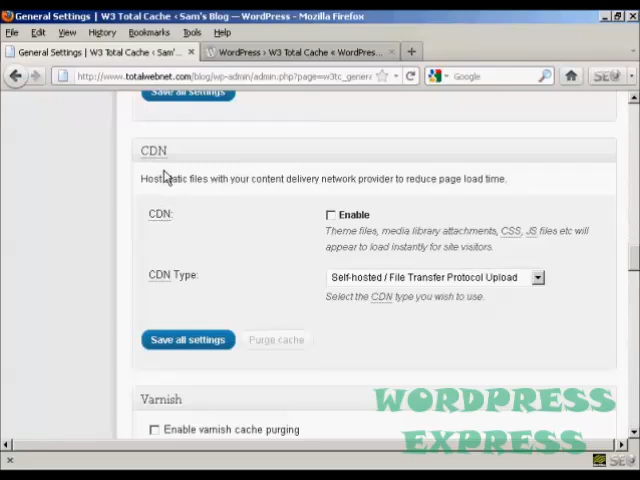 General Settings | W3 Total Cache ‹ Sam's Blog — WordPress - Mozilla Firefox
File Edit View History Bookmarks Tools Help
General Settings | W3 Total Cache ‹ Sam'... × WordPress › W3 Total Cache « WordPress... × +
http://www.totalwebnet.com/blog/wp-admin/admin.php?page=w3tc_genera Google SEO
Save all settings
CDN
Host static files with your content delivery network provider to reduce page load time.
CDN: Enable
Theme files, media library attachments, CSS, JS files etc will
appear to load instantly for site visitors.
CDN Type: Self-hosted / File Transfer Protocol Upload
Select the CDN type you wish to use.
Save all settings Purge cache
Varnish
Enable varnish cache purging
WORDPRESS
EXPRESS
× SEO